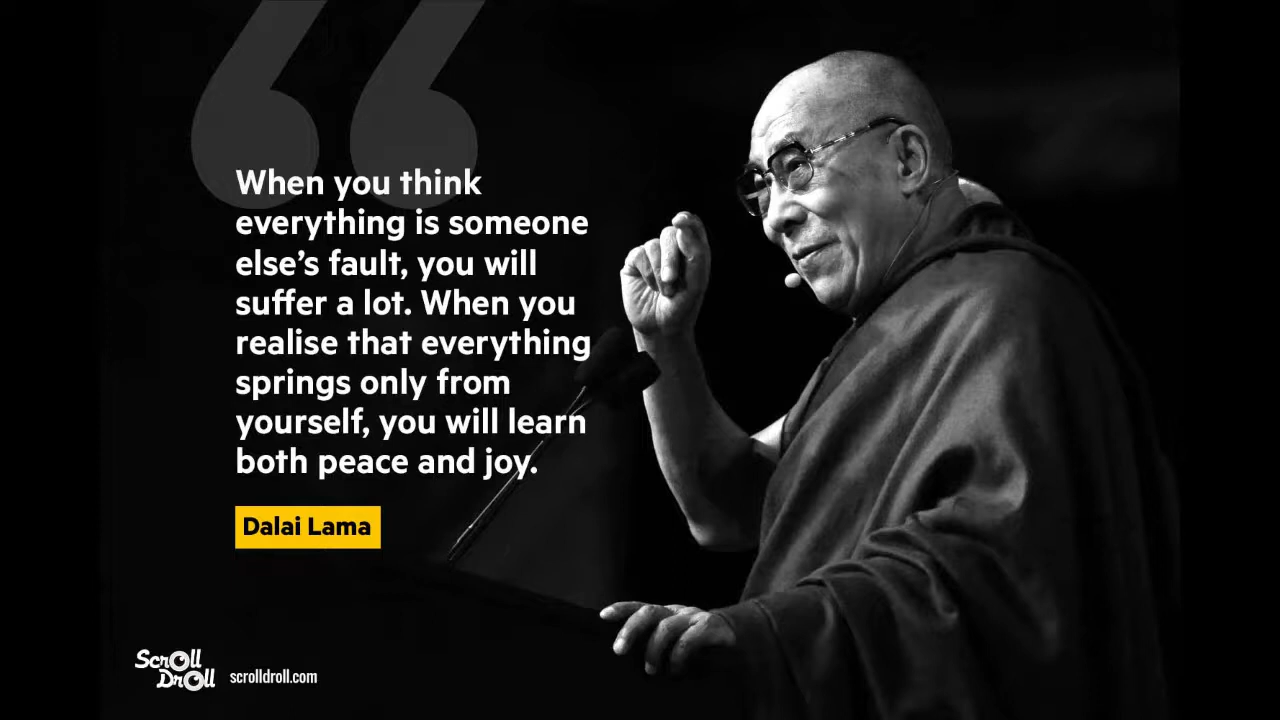 When you think
everything is someone
else’s fault, you will
suffer a lot. When you
realise that everything
springs only from
yourself, you will learn
both peace and joy.
Dalai Lama
ScrOll
DrOll
scrolldroll.com